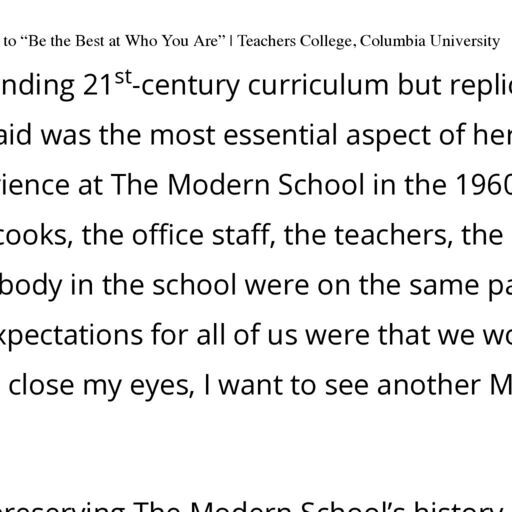 to “Be the Best at Who You Are” | Teachers College, Columbia University
nding 21st-century curriculum but replic
aid was the most essential aspect of her
ience at The Modern School in the 1960
cooks, the office staff, the teachers, the
body in the school were on the same pa
xpectations for all of us were that we wo
close my eyes, I want to see another M
preserving The Modern School’s history